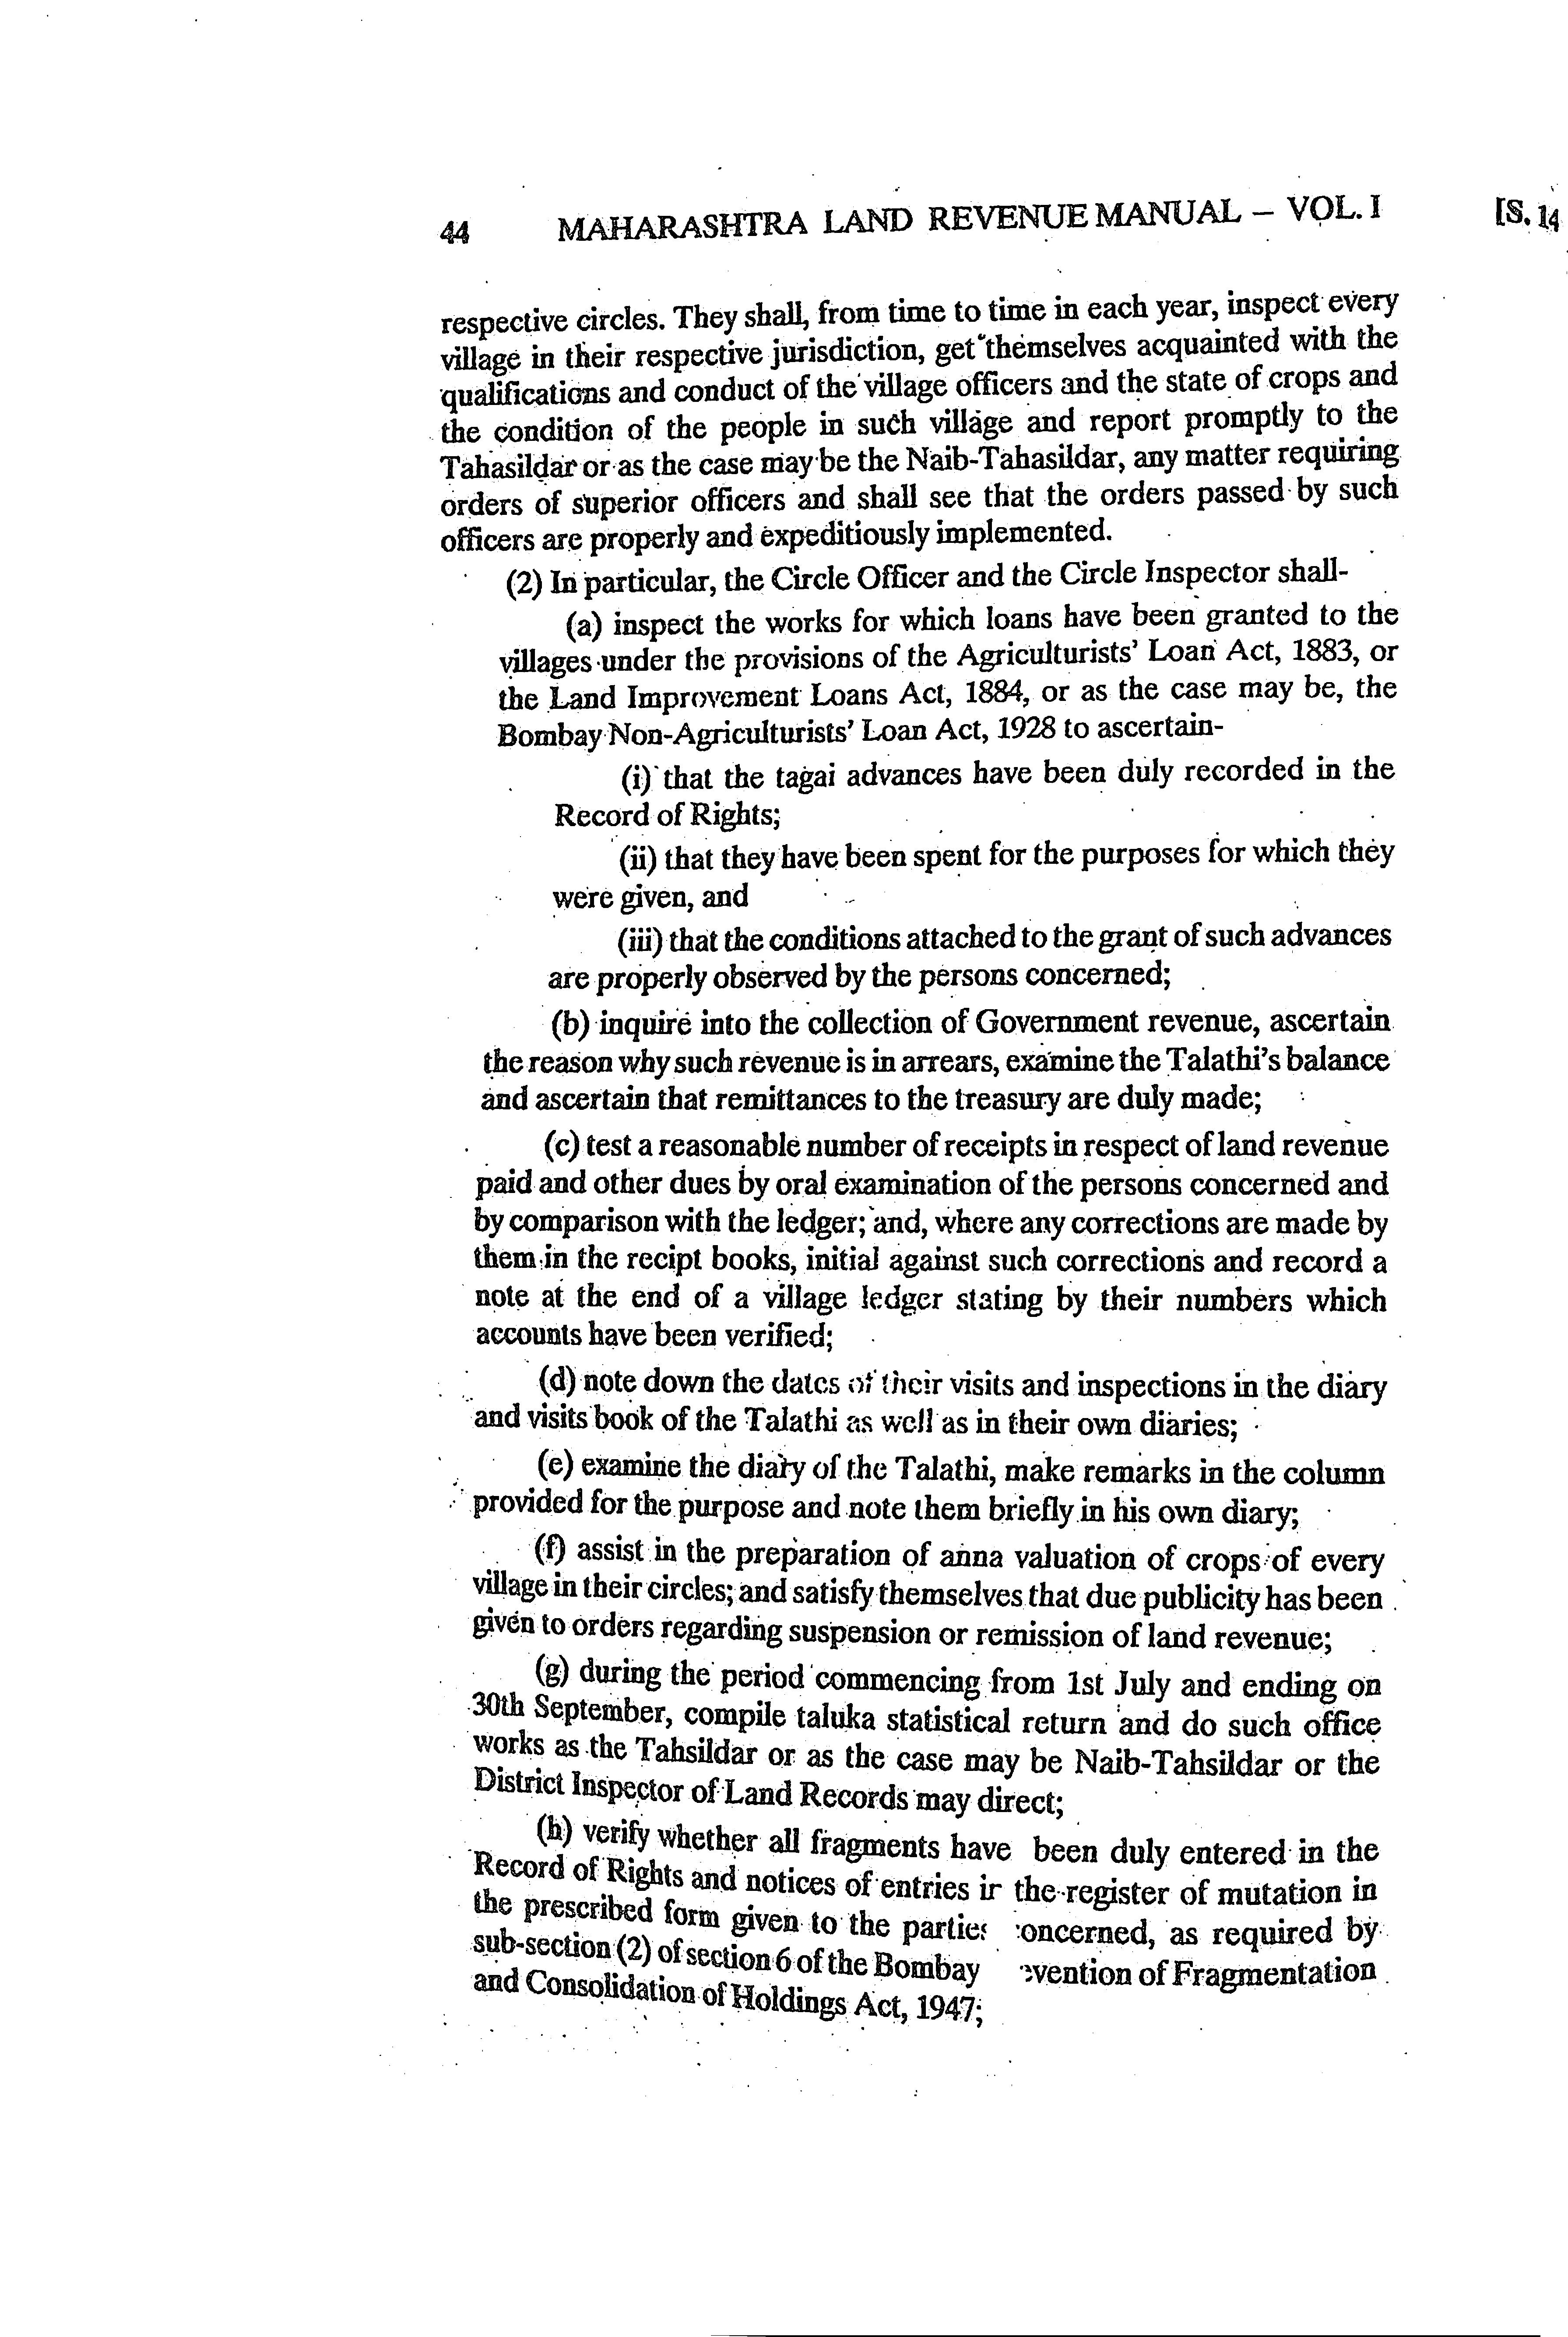 44 MAHARASHTRA LAND REVENUE MANUAL – VOL. I [S. 14
respective circles. They shall, from time to time in each year, inspect every
village in their respective jurisdiction, get themselves acquainted with the
qualifications and conduct of the village officers and the state of crops and
the condition of the people in such village and report promptly to the
Tahasildar or as the case may be the Naib-Tahasildar, any matter requiring
orders of superior officers and shall see that the orders passed by such
officers are properly and expeditiously implemented.
(2) In particular, the Circle Officer and the Circle Inspector shall-
(a) inspect the works for which loans have been granted to the
villages under the provisions of the Agriculturists' Loan Act, 1883, or
the Land Improvement Loans Act, 1884, or as the case may be, the
Bombay Non-Agriculturists' Loan Act, 1928 to ascertain-
(i) that the tagai advances have been duly recorded in the
Record of Rights;
(ii) that they have been spent for the purposes for which they
were given, and
(iii) that the conditions attached to the grant of such advances
are properly observed by the persons concerned;
(b) inquire into the collection of Government revenue, ascertain
the reason why such revenue is in arrears, examine the Talathi's balance
and ascertain that remittances to the treasury are duly made;
(c) test a reasonable number of receipts in respect of land revenue
paid and other dues by oral examination of the persons concerned and
by comparison with the ledger; and, where any corrections are made by
them in the recipt books, initial against such corrections and record a
note at the end of a village ledger stating by their numbers which
accounts have been verified;
(d) note down the dates of their visits and inspections in the diary
and visits book of the Talathi as well as in their own diaries;
(e) examine the diary of the Talathi, make remarks in the column
provided for the purpose and note them briefly in his own diary;
(f) assist in the preparation of anna valuation of crops of every
village in their circles; and satisfy themselves that due publicity has been
given to orders regarding suspension or remission of land revenue;
(g) during the period commencing from 1st July and ending on
30th September, compile taluka statistical return and do such office
works as the Tahsildar or as the case may be Naib-Tahsildar or the
District Inspector of Land Records may direct;
(h) verify whether all fragments have been duly entered in the
Record of Rights and notices of entries in the register of mutation in
the prescribed form given to the parties concerned, as required by
sub-section (2) of section 6 of the Bombay evention of Fragmentation
and Consolidation of Holdings Act, 1947;